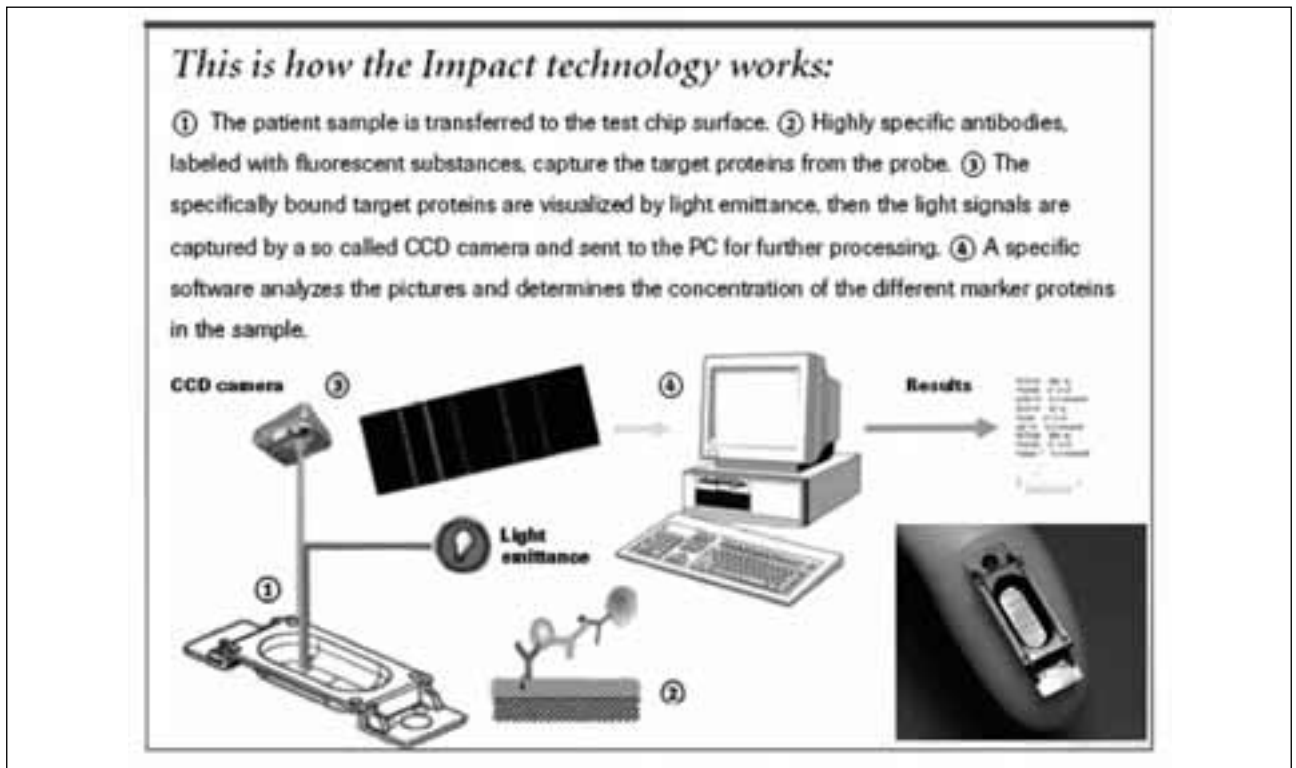 This is how the Impact technology works:
① The patient sample is transferred to the test chip surface. ② Highly specific antibodies,
labeled with fluorescent substances, capture the target proteins from the probe. ③ The
specifically bound target proteins are visualized by light emittance, then the light signals are
captured by a so called CCD camera and sent to the PC for further processing. ④ A specific
software analyzes the pictures and determines the concentration of the different marker proteins
in the sample.
CCD camera ③
④
Results
Light
emittance
①
②